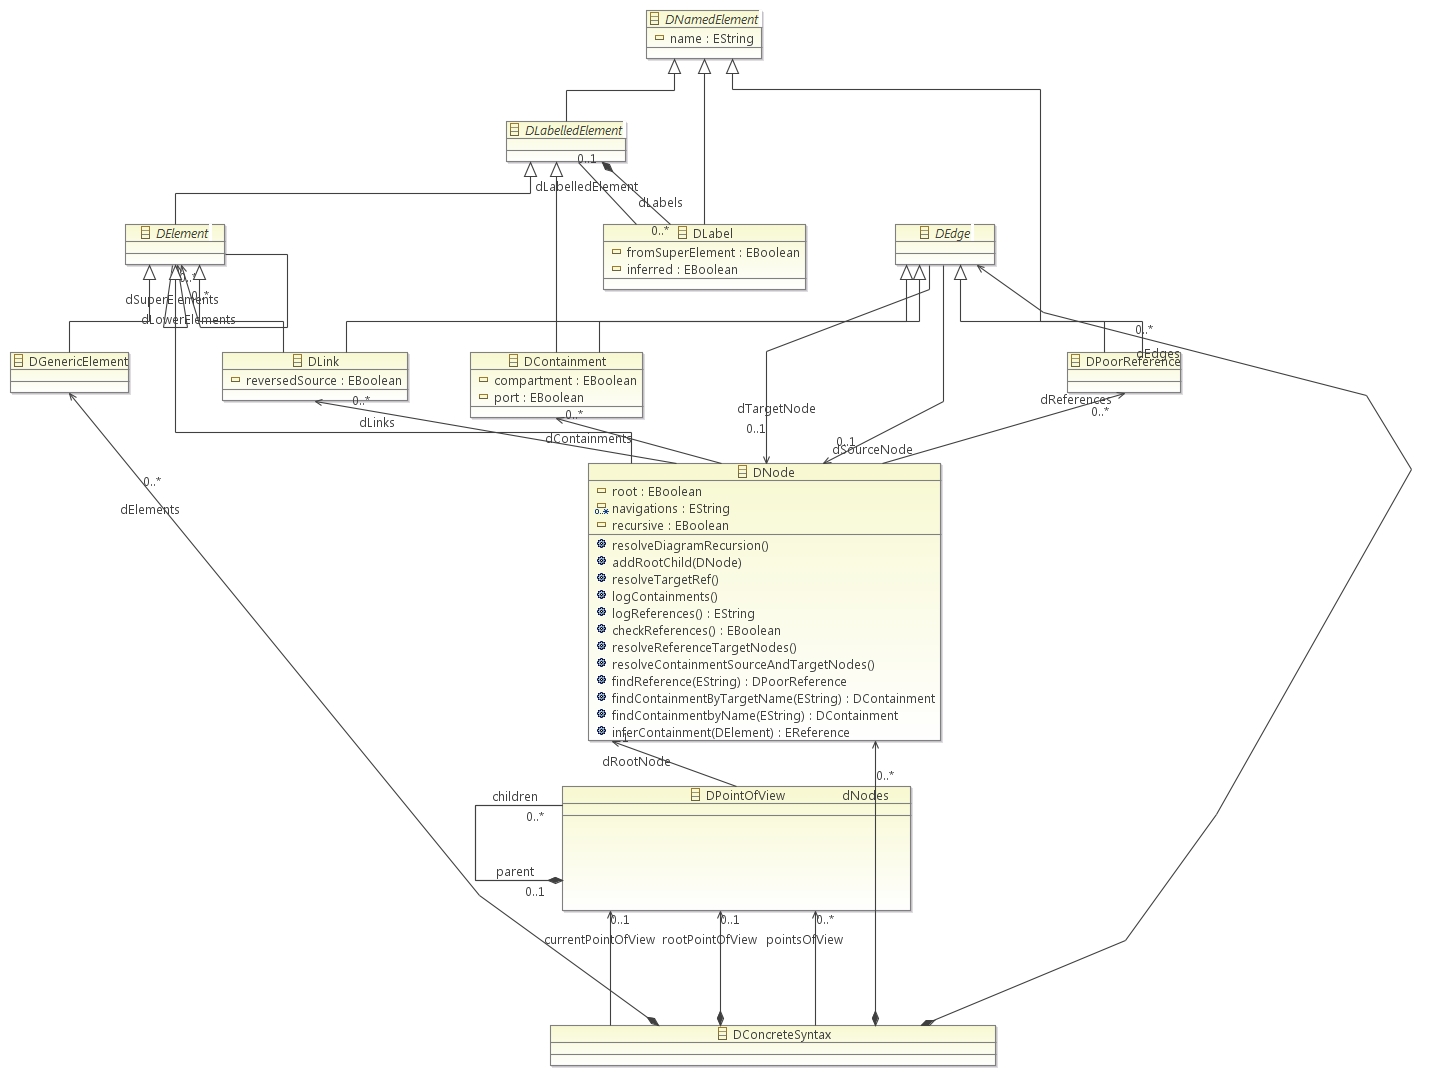 DNamedElement
name : EString
DLabelledElement
0..1
dLabelledElement
dLabels
0..*
DLabel
fromSuperElement : EBoolean
inferred : EBoolean
DElement
0..*
0..*
dSuperElements
dLowerElements
DEdge
0..*
dEdges
DGenericElement
DLink
reversedSource : EBoolean
DContainment
compartment : EBoolean
port : EBoolean
DPoorReference
0..*
dLinks
0..*
dContainments
dTargetNode
0..1
0..1
dSourceNode
dReferences
0..*
0..*
dElements
DNode
root : EBoolean
0..*
navigations : EString
recursive : EBoolean
resolveDiagramRecursion()
addRootChild(DNode)
resolveTargetRef()
logContainments()
logReferences() : EString
checkReferences() : EBoolean
resolveReferenceTargetNodes()
resolveContainmentSourceAndTargetNodes()
findReference(EString) : DPoorReference
findContainmentByTargetName(EString) : DContainment
findContainmentbyName(EString) : DContainment
inferContainment(DElement) : EReference
dRootNode
0..*
dNodes
DPointOfView
children
0..*
parent
0..1
0..1
currentPointOfView
0..1
rootPointOfView
0..*
pointsOfView
DConcreteSyntax